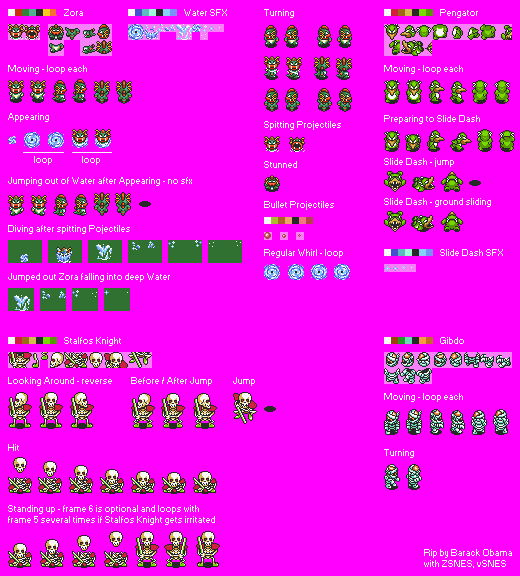 Zora
Water SFX
Moving - loop each
Appearing
loop
loop
Jumping out of Water after Appearing - no sfx
Diving after spitting Pojectiles
Jumped out Zora falling into deep Water
Turning
Spitting Projectiles
Stunned
Bullet Projectiles
Regular Whirl - loop
Pengator
Moving - loop each
Preparing to Slide Dash
Slide Dash - jump
Slide Dash - ground sliding
Slide Dash SFX
Stalfos Knight
Looking Around - reverse
Before / After Jump
Jump
Hit
Standing up - frame 6 is optional and loops with
frame 5 several times if Stalfos Knight gets irritated
Gibdo
Moving - loop each
Turning
Rip by Barack Obama
with ZSNES, vSNES